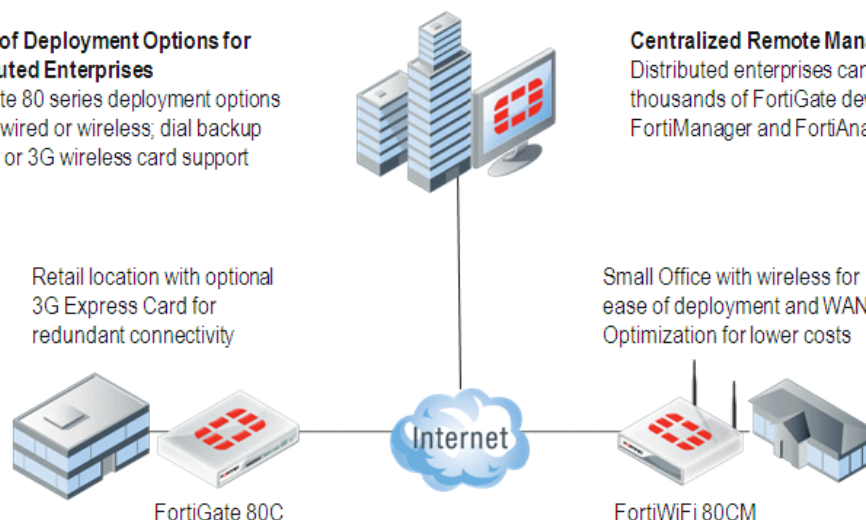 of Deployment Options for
uted Enterprises
te 80 series deployment options
wired or wireless; dial backup
or 3G wireless card support
Centralized Remote Mana
Distributed enterprises can
thousands of FortiGate dev
FortiManager and FortiAna
Retail location with optional
3G Express Card for
redundant connectivity
Small Office with wireless for
ease of deployment and WAN
Optimization for lower costs
Internet
FortiGate 80C
FortiWiFi 80CM